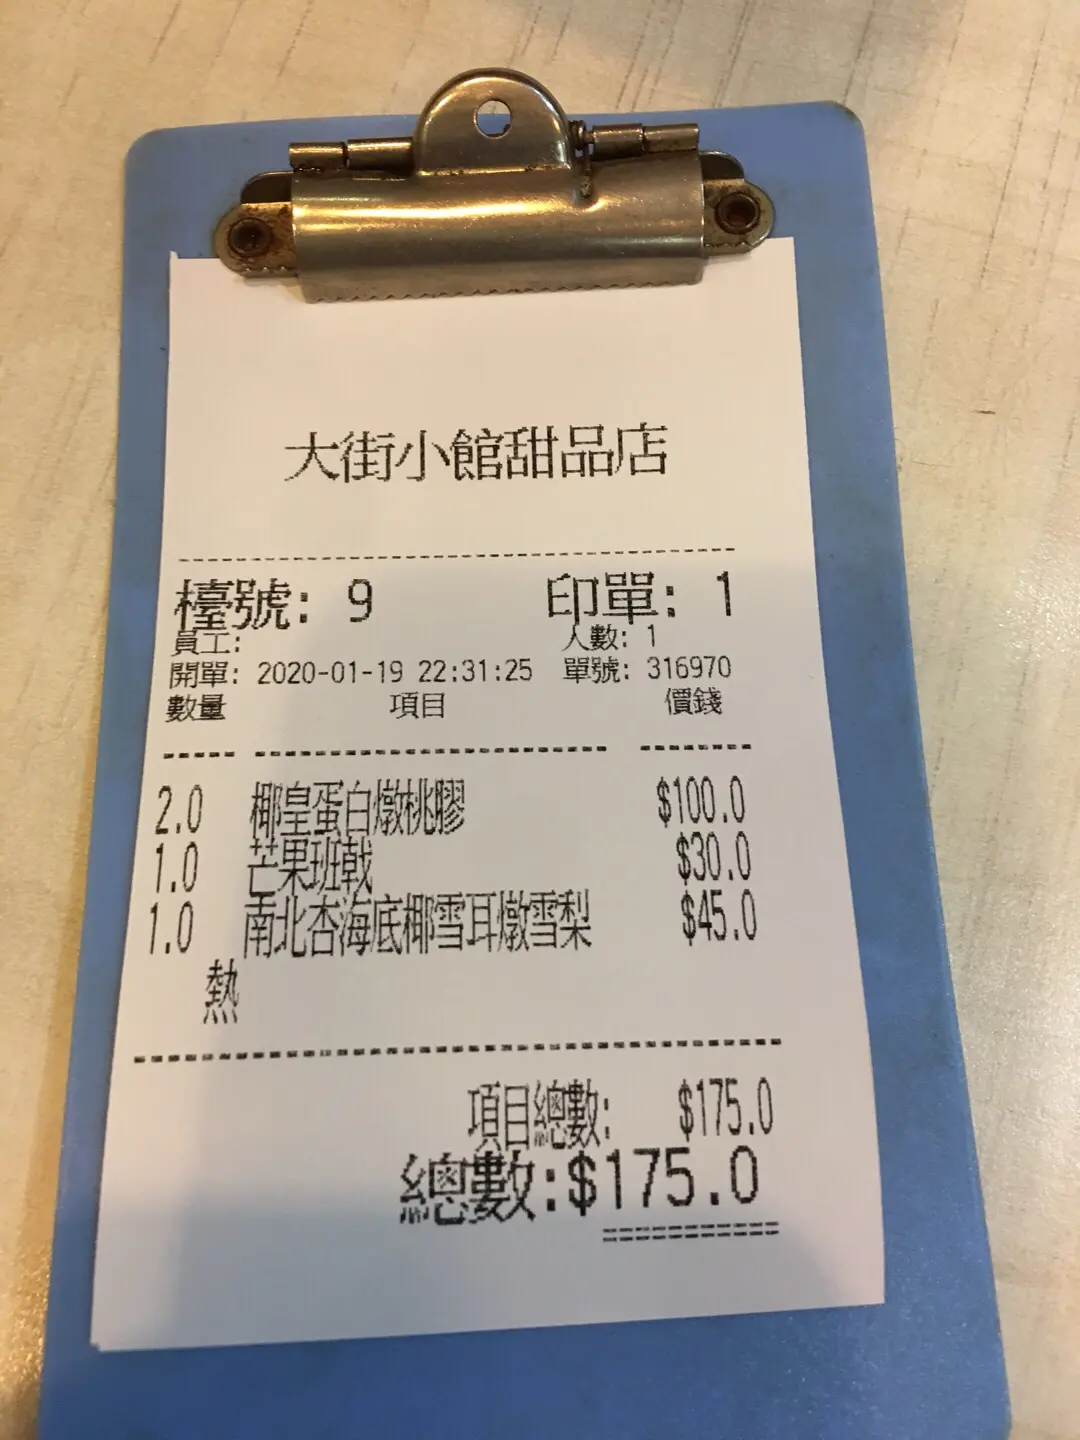 大街小館甜品店
檯號: 9 印單: 1
員工: 人數: 1
開單: 2020-01-19 22:31:25 單號: 316970
數量 項目 價錢
2.0 椰皇蛋白燉桃膠 $100.0
1.0 芒果班戟 $30.0
1.0 南北杏海底椰雪耳燉雪梨 $45.0
熱
項目總數: $175.0
總數:$175.0